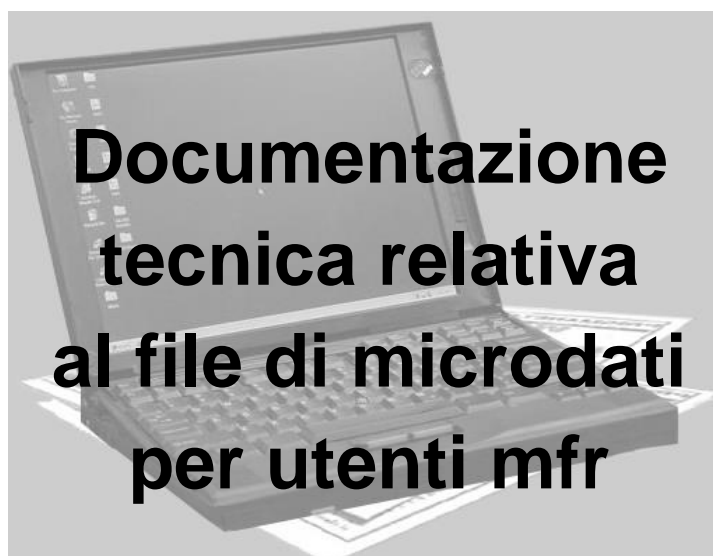 Documentazione
tecnica relativa
al file di microdati
per utenti mfr